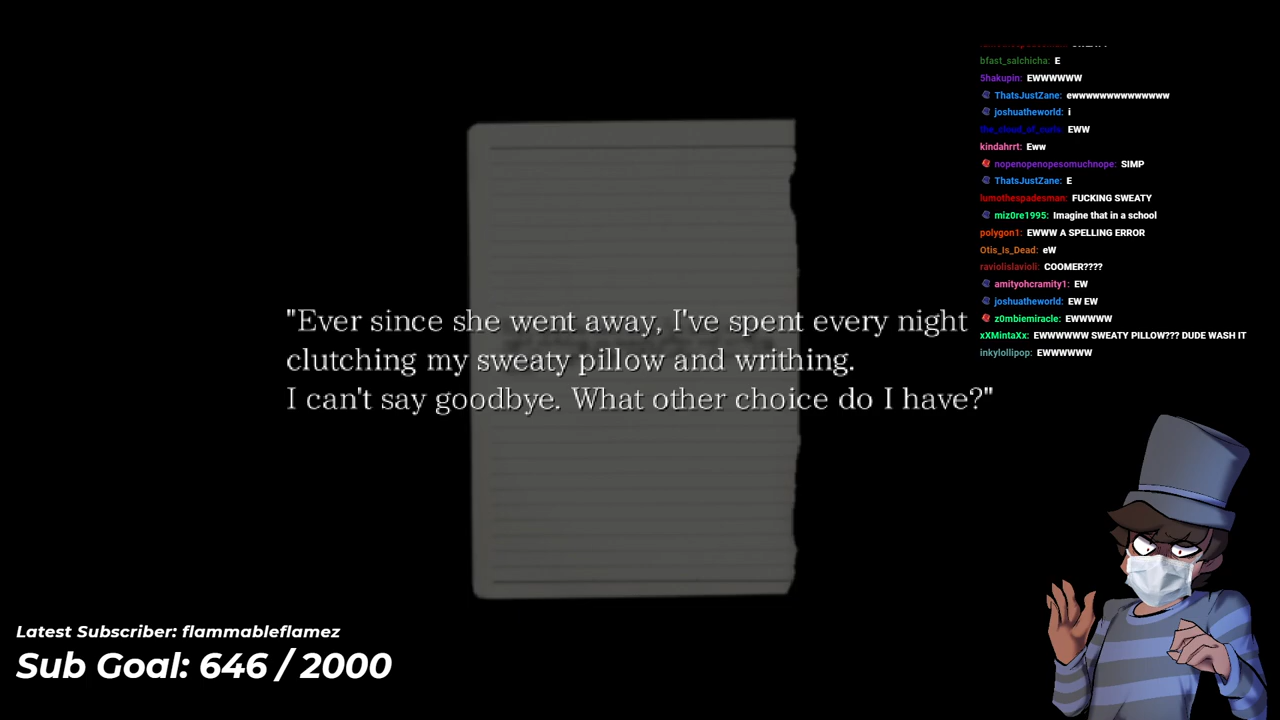 bfast_salchicha: E
5hakupin: EWWWWWW
ThatsJustZane: ewwwwwwwwwwwwwww
joshuatheworld: i
the_cloud_of_curls: EWW
kindahrrt: Eww
nopenopenopesomuchnope: SIMP
ThatsJustZane: E
lumothespadesman: FUCKING SWEATY
miz0re1995: Imagine that in a school
polygon1: EWWW A SPELLING ERROR
Otis_Is_Dead: eW
raviolislavioli: COOMER????
amityohcramity1: EW
joshuatheworld: EW EW
z0mbiemiracle: EWWWWW
xXMintaXx: EWWWWWW SWEATY PILLOW??? DUDE WASH IT
inkylollipop: EWWWWWW
"Ever since she went away, I've spent every night
clutching my sweaty pillow and writhing.
I can't say goodbye. What other choice do I have?"
Latest Subscriber: flammableflamez
Sub Goal: 646 / 2000